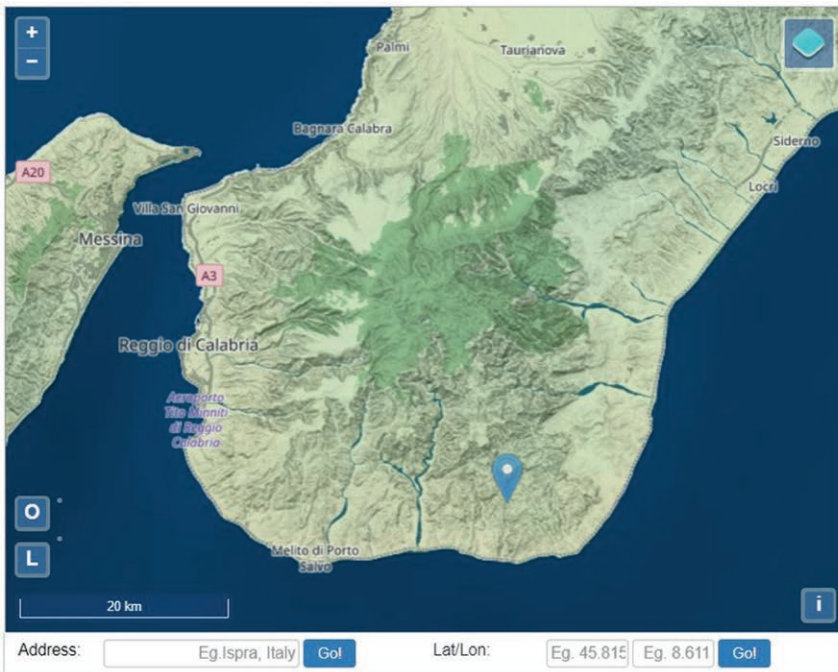 +
−
Palmi
Taurianova
Bagnara Calabra
Siderno
A20
Locri
Villa San Giovanni
Messina
A3
Reggio di Calabria
Aeroporto
Tito Minniti
di Reggio
Calabria
O
L
Melito di Porto
Salvo
20 km
i
Address:
Eg.Ispra, Italy
Go!
Lat/Lon:
Eg. 45.815
Eg. 8.611
Go!